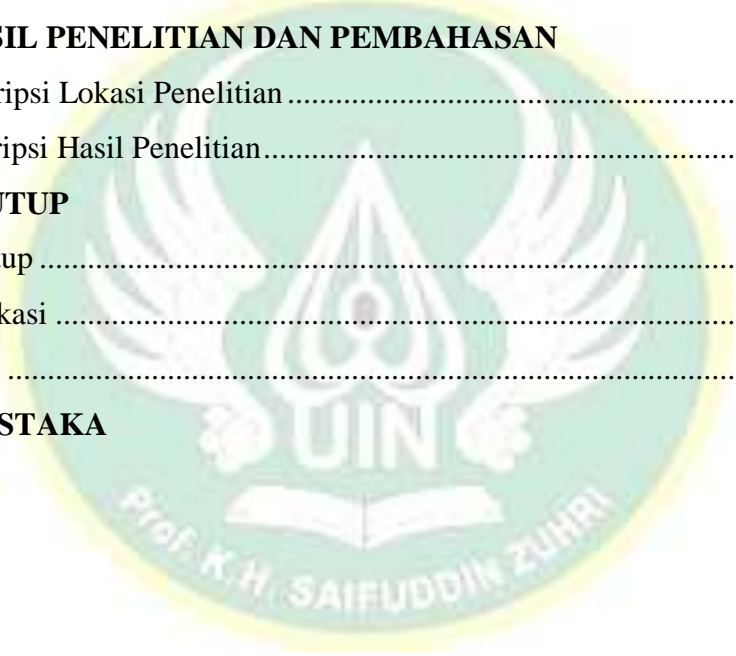 SIL PENELITIAN DAN PEMBAHASAN
ripsi Lokasi Penelitian ........................................................
ripsi Hasil Penelitian...........................................................
UTUP
up .......................................................................................
kasi .....................................................................................
...........................................................................................
STAKA
UIN
Prof. K.H. SAIFUDDIN ZUHRI